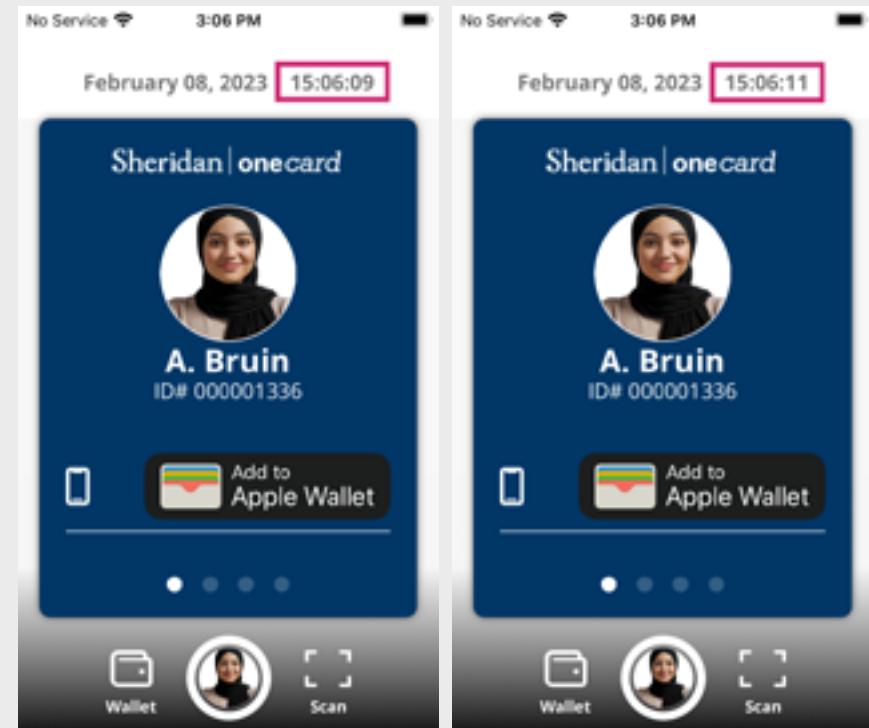 No Service 3:06 PM
February 08, 2023 15:06:09
Sheridan | onecard
A. Bruin
ID# 000001336
Add to
Apple Wallet
Wallet
Scan
No Service 3:06 PM
February 08, 2023 15:06:11
Sheridan | onecard
A. Bruin
ID# 000001336
Add to
Apple Wallet
Wallet
Scan